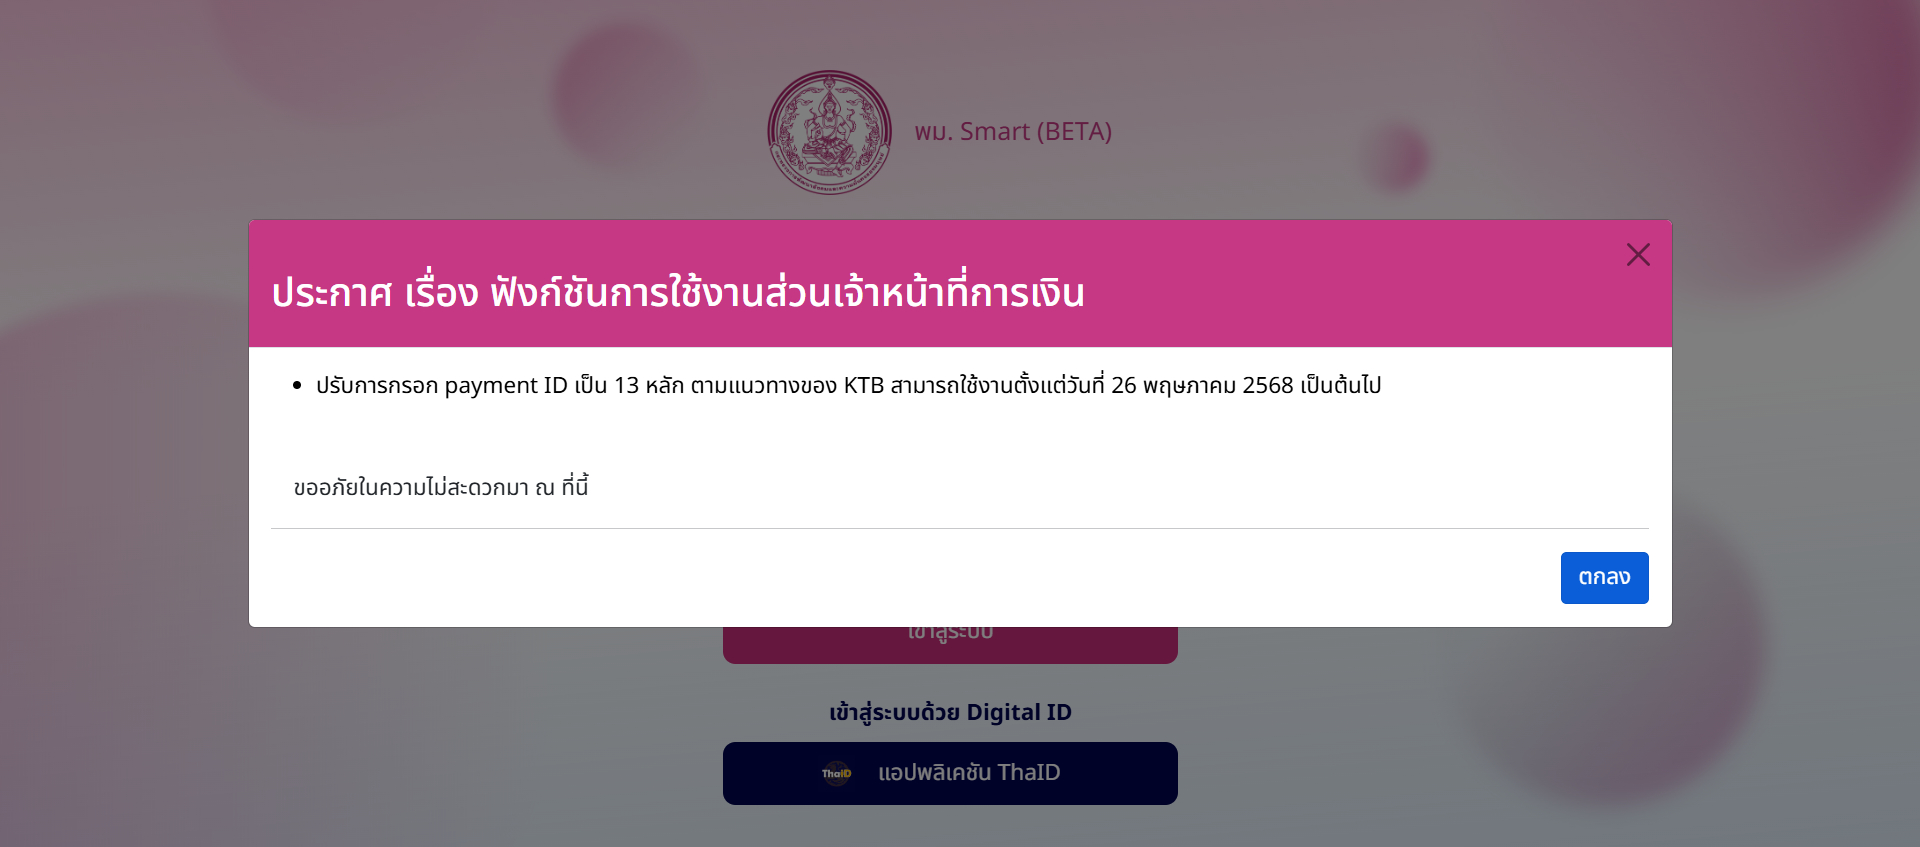 พม. Smart (BETA)
ประกาศ เรื่อง ฟังก์ชันการใช้งานส่วนเจ้าหน้าที่การเงิน
• ปรับการกรอก payment ID เป็น 13 หลัก ตามแนวทางของ KTB สามารถใช้งานตั้งแต่วันที่ 26 พฤษภาคม 2568 เป็นต้นไป
ขออภัยในความไม่สะดวกมา ณ ที่นี้
ตกลง
เข้าสู่ระบบ
เข้าสู่ระบบด้วย Digital ID
ThaID แอปพลิเคชัน ThaID